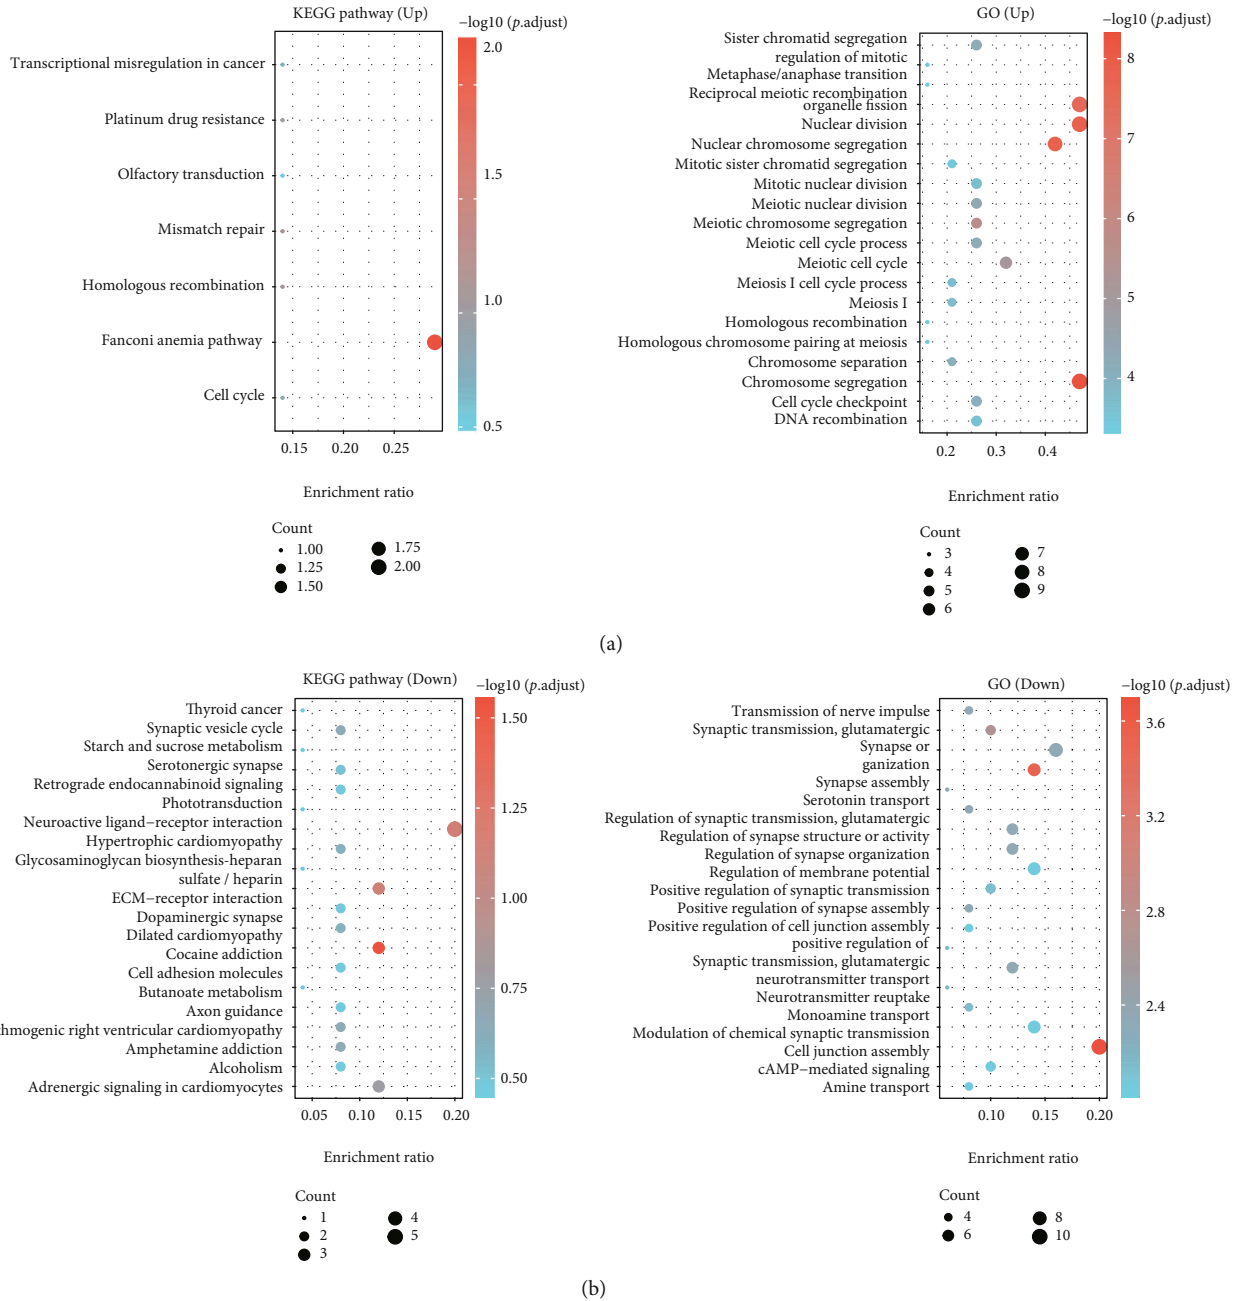 KEGG pathway (Up)
−log10 (p.adjust)
Transcriptional misregulation in cancer
Platinum drug resistance
Olfactory transduction
Mismatch repair
Homologous recombination
Fanconi anemia pathway
Cell cycle
2.0
1.5
1.0
0.5
0.15 0.20 0.25
Enrichment ratio
Count
1.00 1.75
1.25 2.00
1.50
GO (Up)
−log10 (p.adjust)
Sister chromatid segregation
regulation of mitotic
Metaphase/anaphase transition
Reciprocal meiotic recombination
organelle fission
Nuclear division
Nuclear chromosome segregation
Mitotic sister chromatid segregation
Mitotic nuclear division
Meiotic nuclear division
Meiotic chromosome segregation
Meiotic cell cycle process
Meiotic cell cycle
Meiosis I cell cycle process
Meiosis I
Homologous recombination
Homologous chromosome pairing at meiosis
Chromosome separation
Chromosome segregation
Cell cycle checkpoint
DNA recombination
8
7
6
5
4
0.2 0.3 0.4
Enrichment ratio
Count
3 7
4 8
5 9
6
(a)
KEGG pathway (Down)
−log10 (p.adjust)
Thyroid cancer
Synaptic vesicle cycle
Starch and sucrose metabolism
Serotonergic synapse
Retrograde endocannabinoid signaling
Phototransduction
Neuroactive ligand−receptor interaction
Hypertrophic cardiomyopathy
Glycosaminoglycan biosynthesis-heparan
sulfate / heparin
ECM−receptor interaction
Dopaminergic synapse
Dilated cardiomyopathy
Cocaine addiction
Cell adhesion molecules
Butanoate metabolism
Axon guidance
thmogenic right ventricular cardiomyopathy
Amphetamine addiction
Alcoholism
Adrenergic signaling in cardiomyocytes
1.50
1.25
1.00
0.75
0.50
0.05 0.10 0.15 0.20
Enrichment ratio
Count
1 4
2 5
3
GO (Down)
−log10 (p.adjust)
Transmission of nerve impulse
Synaptic transmission, glutamatergic
Synapse or
ganization
Synapse assembly
Serotonin transport
Regulation of synaptic transmission, glutamatergic
Regulation of synapse structure or activity
Regulation of synapse organization
Regulation of membrane potential
Positive regulation of synaptic transmission
Positive regulation of synapse assembly
Positive regulation of cell junction assembly
positive regulation of
Synaptic transmission, glutamatergic
neurotransmitter transport
Neurotransmitter reuptake
Monoamine transport
Modulation of chemical synaptic transmission
Cell junction assembly
cAMP−mediated signaling
Amine transport
3.6
3.2
2.8
2.4
0.10 0.15 0.20
Enrichment ratio
Count
4 8
6 10
(b)